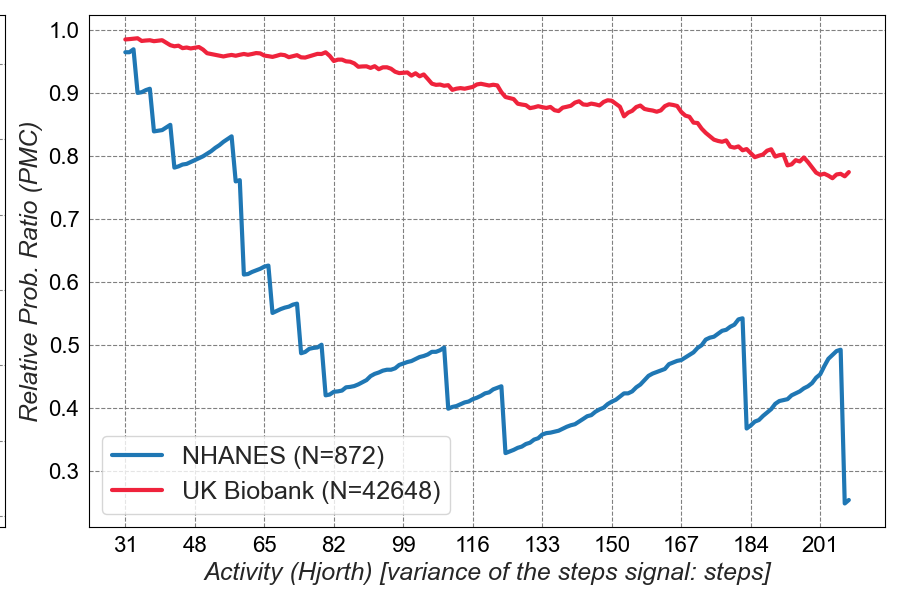 Relative Prob. Ratio (PMC)
1.0
0.9
0.8
0.7
0.6
0.5
0.4
0.3
NHANES (N=872)
UK Biobank (N=42648)
31 48 65 82 99 116 133 150 167 184 201
Activity (Hjorth) [variance of the steps signal: steps]